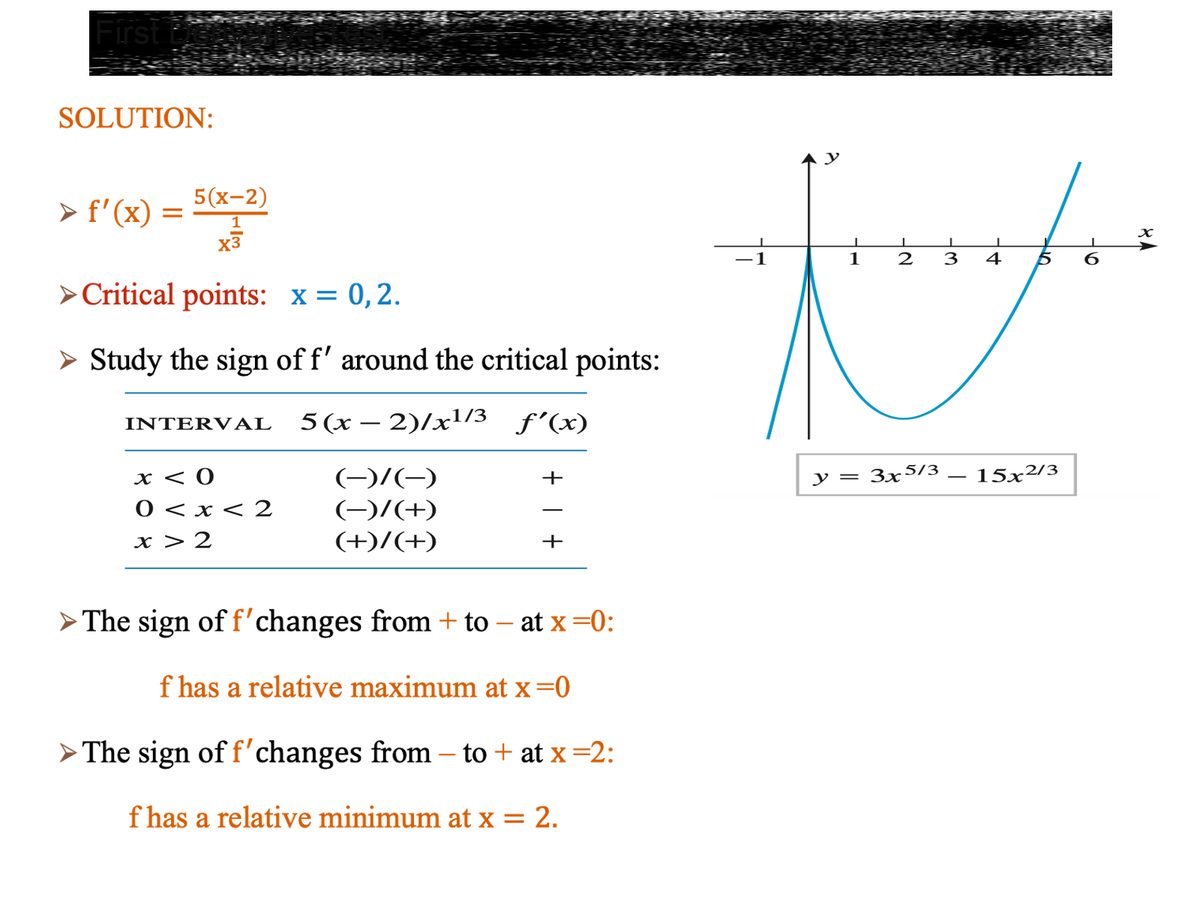 First
SOLUTION:
➢ f′(x) = 5(x−2) / x^(1/3)
➢ Critical points: x = 0, 2.
➢ Study the sign of f′ around the critical points:
INTERVAL 5(x − 2)/x^1/3 f′(x)
x < 0 (−)/(−) +
0 < x < 2 (−)/(+) −
x > 2 (+)/(+) +
➢ The sign of f′changes from + to – at x =0:
f has a relative maximum at x =0
➢ The sign of f′changes from – to + at x =2:
f has a relative minimum at x = 2.
y
x
−1 1 2 3 4 5 6
y = 3x^5/3 − 15x^2/3